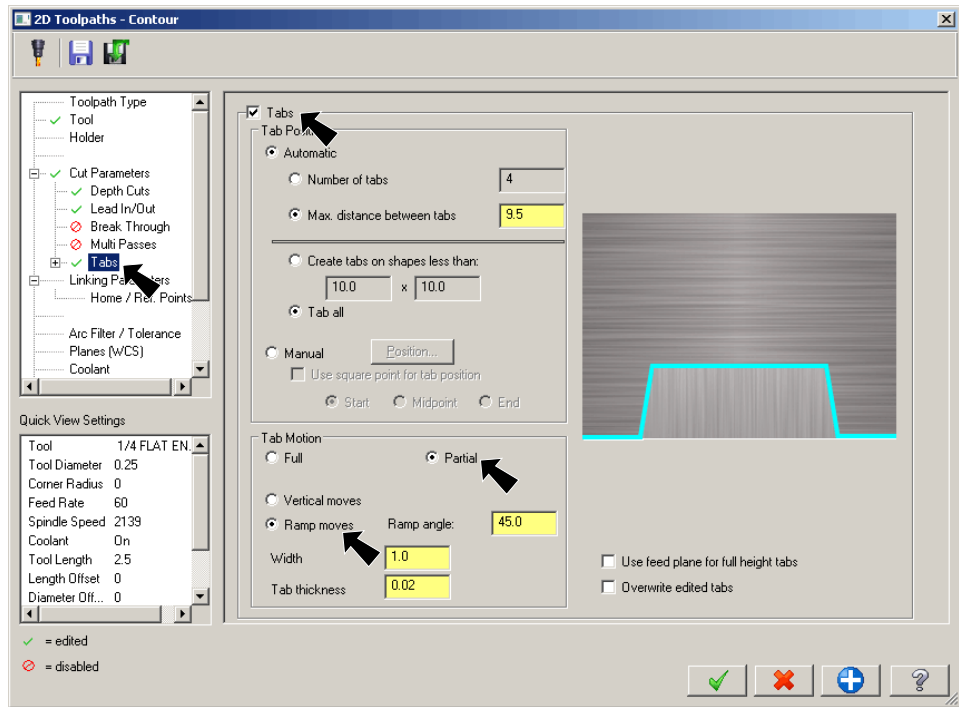 2D Toolpaths - Contour
Toolpath Type
Tool
Holder
Cut Parameters
Depth Cuts
Lead In/Out
Break Through
Multi Passes
Tabs
Linking Parameters
Home / Ref. Points
Arc Filter / Tolerance
Planes (WCS)
Coolant
Quick View Settings
Tool 1/4 FLAT EN.
Tool Diameter 0.25
Corner Radius 0
Feed Rate 60
Spindle Speed 2139
Coolant On
Tool Length 2.5
Length Offset 0
Diameter Off... 0
= edited
= disabled
Tabs
Tab
Automatic
Number of tabs 4
Max. distance between tabs 9.5
Create tabs on shapes less than:
10.0 x 10.0
Tab all
Manual Position...
Use square point for tab position
Start Midpoint End
Tab Motion
Full Partial
Vertical moves
Ramp moves Ramp angle: 45.0
Width 1.0
Tab thickness 0.02
Use feed plane for full height tabs
Overwrite edited tabs